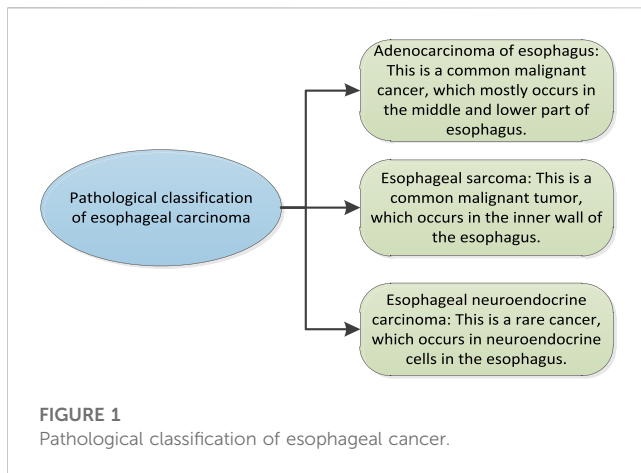 Adenocarcinoma of esophagus:
This is a common malignant
cancer, which mostly occurs in
the middle and lower part of
esophagus.
Pathological classification
of esophageal carcinoma
Esophageal sarcoma: This is a
common malignant tumor,
which occurs in the inner wall of
the esophagus.
Esophageal neuroendocrine
carcinoma: This is a rare cancer,
which occurs in neuroendocrine
cells in the esophagus.
FIGURE 1
Pathological classification of esophageal cancer.